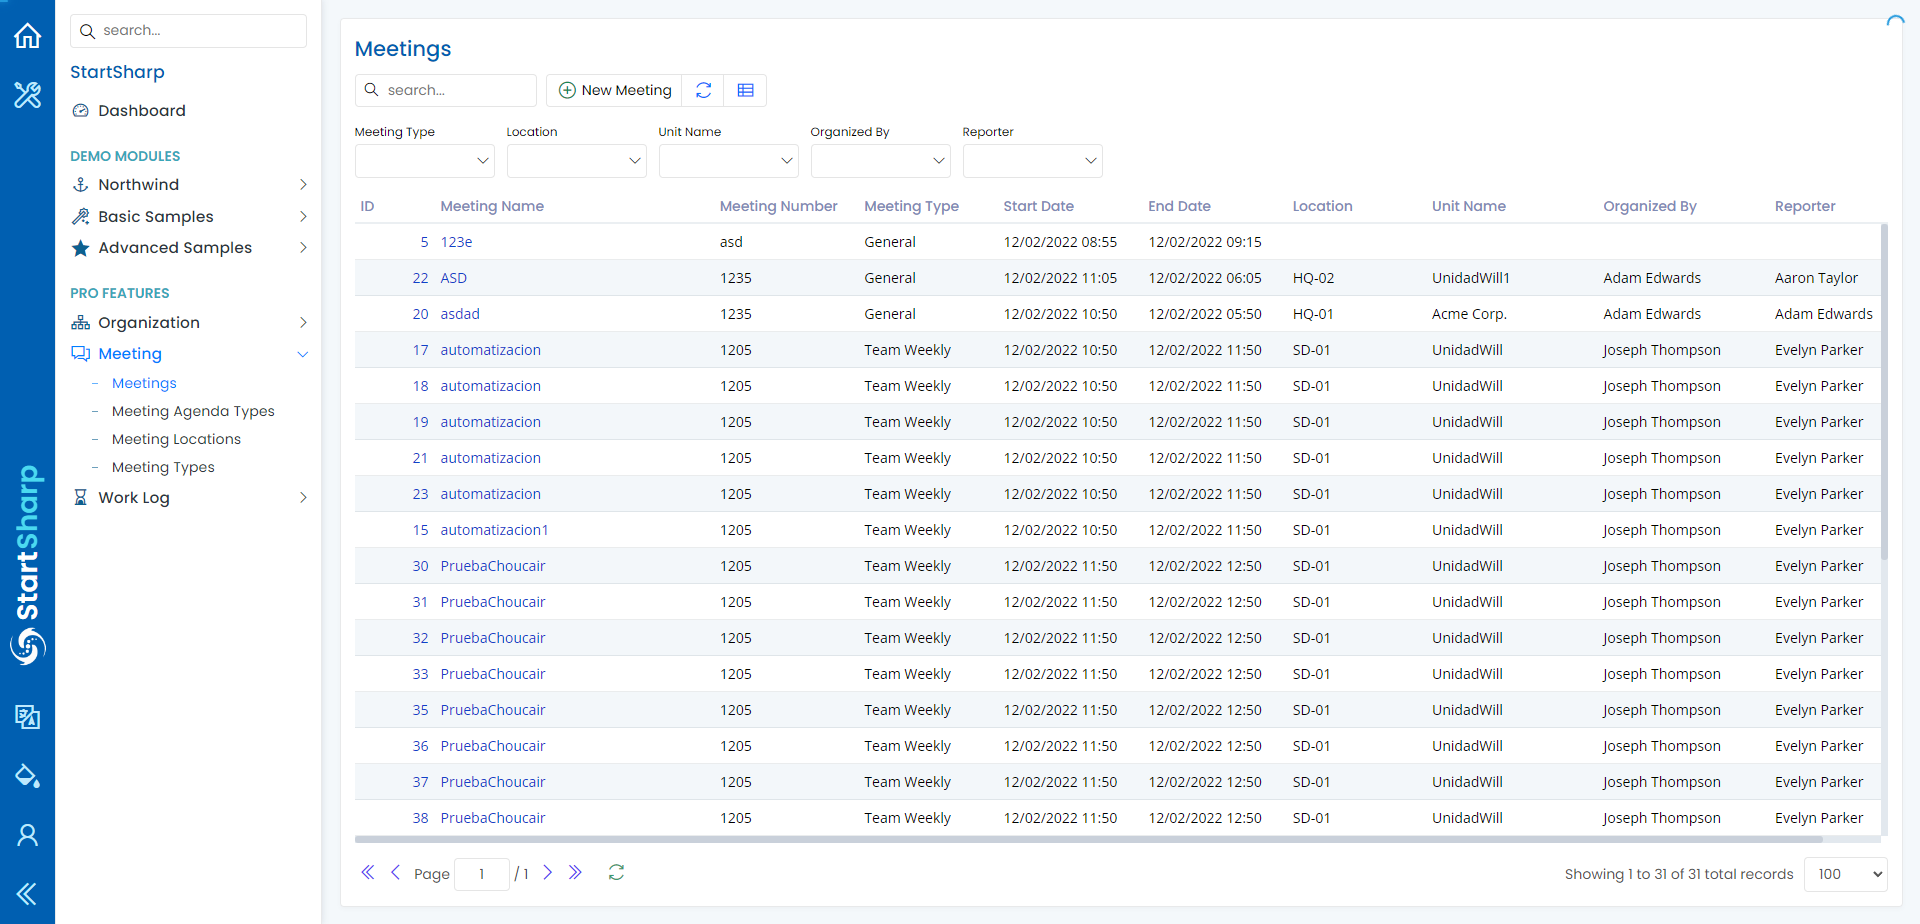 search...
StartSharp
Dashboard
DEMO MODULES
Northwind
Basic Samples
Advanced Samples
PRO FEATURES
Organization
Meeting
- Meetings
- Meeting Agenda Types
- Meeting Locations
- Meeting Types
Work Log
StartSharp
Meetings
search...
New Meeting
Meeting Type Location Unit Name Organized By Reporter
ID Meeting Name Meeting Number Meeting Type Start Date End Date Location Unit Name Organized By Reporter
5 123e asd General 12/02/2022 08:55 12/02/2022 09:15
22 ASD 1235 General 12/02/2022 11:05 12/02/2022 06:05 HQ-02 UnidadWill1 Adam Edwards Aaron Taylor
20 asdad 1235 General 12/02/2022 10:50 12/02/2022 05:50 HQ-01 Acme Corp. Adam Edwards Adam Edwards
17 automatizacion 1205 Team Weekly 12/02/2022 10:50 12/02/2022 11:50 SD-01 UnidadWill Joseph Thompson Evelyn Parker
18 automatizacion 1205 Team Weekly 12/02/2022 10:50 12/02/2022 11:50 SD-01 UnidadWill Joseph Thompson Evelyn Parker
19 automatizacion 1205 Team Weekly 12/02/2022 10:50 12/02/2022 11:50 SD-01 UnidadWill Joseph Thompson Evelyn Parker
21 automatizacion 1205 Team Weekly 12/02/2022 10:50 12/02/2022 11:50 SD-01 UnidadWill Joseph Thompson Evelyn Parker
23 automatizacion 1205 Team Weekly 12/02/2022 10:50 12/02/2022 11:50 SD-01 UnidadWill Joseph Thompson Evelyn Parker
15 automatizacion1 1205 Team Weekly 12/02/2022 10:50 12/02/2022 11:50 SD-01 UnidadWill Joseph Thompson Evelyn Parker
30 PruebaChoucair 1205 Team Weekly 12/02/2022 11:50 12/02/2022 12:50 SD-01 UnidadWill Joseph Thompson Evelyn Parker
31 PruebaChoucair 1205 Team Weekly 12/02/2022 11:50 12/02/2022 12:50 SD-01 UnidadWill Joseph Thompson Evelyn Parker
32 PruebaChoucair 1205 Team Weekly 12/02/2022 11:50 12/02/2022 12:50 SD-01 UnidadWill Joseph Thompson Evelyn Parker
33 PruebaChoucair 1205 Team Weekly 12/02/2022 11:50 12/02/2022 12:50 SD-01 UnidadWill Joseph Thompson Evelyn Parker
35 PruebaChoucair 1205 Team Weekly 12/02/2022 11:50 12/02/2022 12:50 SD-01 UnidadWill Joseph Thompson Evelyn Parker
36 PruebaChoucair 1205 Team Weekly 12/02/2022 11:50 12/02/2022 12:50 SD-01 UnidadWill Joseph Thompson Evelyn Parker
37 PruebaChoucair 1205 Team Weekly 12/02/2022 11:50 12/02/2022 12:50 SD-01 UnidadWill Joseph Thompson Evelyn Parker
38 PruebaChoucair 1205 Team Weekly 12/02/2022 11:50 12/02/2022 12:50 SD-01 UnidadWill Joseph Thompson Evelyn Parker
Page 1 / 1 Showing 1 to 31 of 31 total records 100